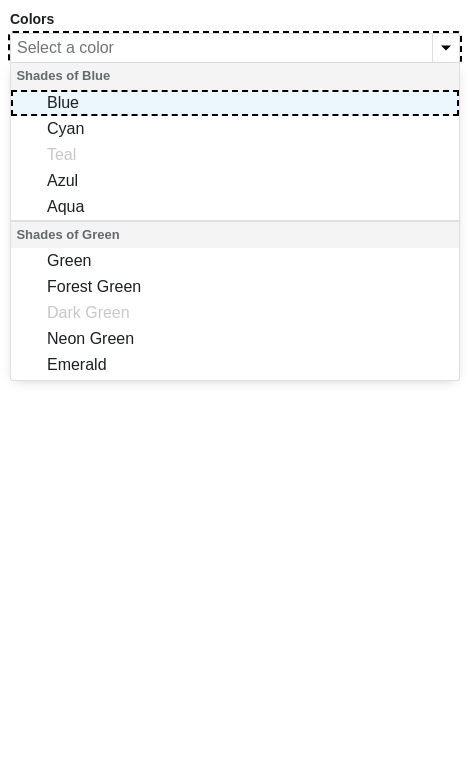 Colors
Select a color
Shades of Blue
Blue
Cyan
Teal
Azul
Aqua
Shades of Green
Green
Forest Green
Dark Green
Neon Green
Emerald